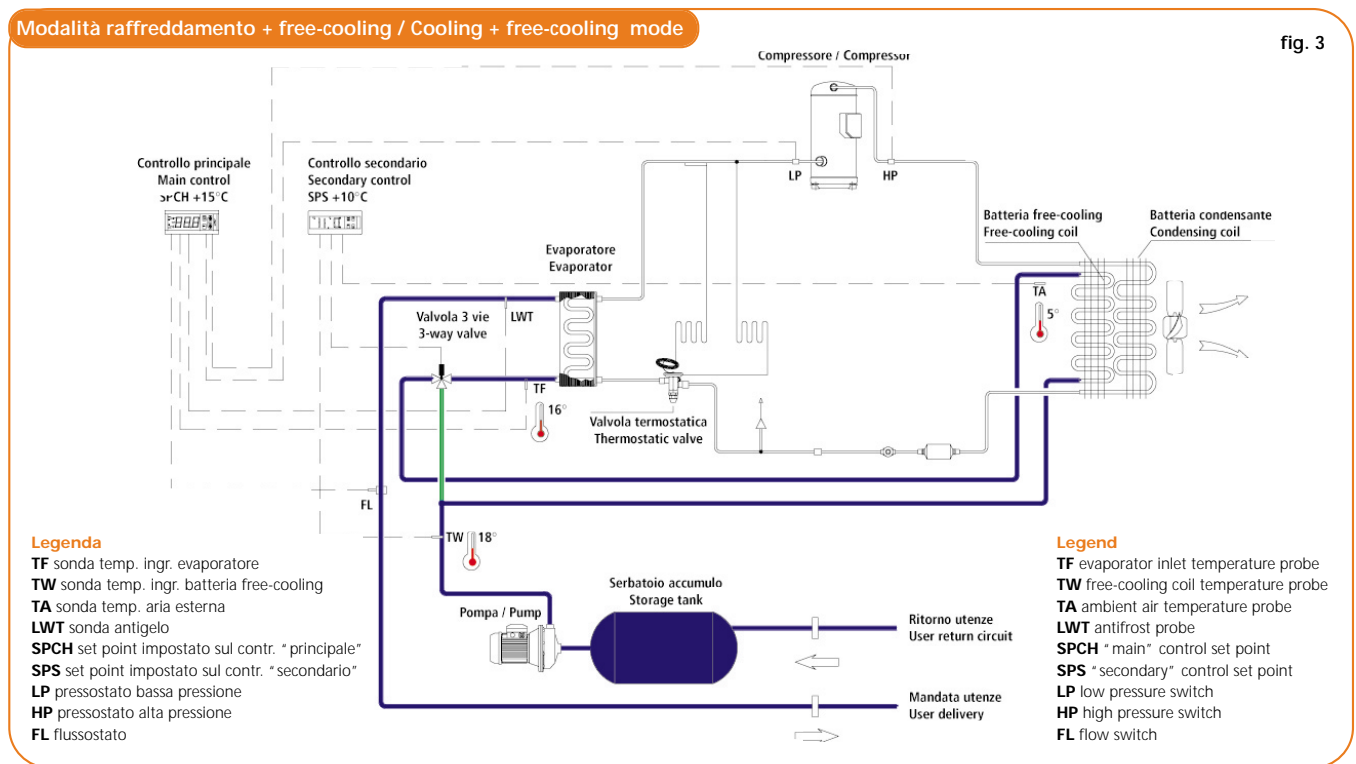 Modalità raffreddamento + free-cooling / Cooling + free-cooling mode
fig. 3
Compressore / Compressor
Controllo principale
Main control
SPCH +15°C
Controllo secondario
Secondary control
SPS +10°C
LP
HP
Batteria free-cooling
Free-cooling coil
Batteria condensante
Condensing coil
Evaporatore
Evaporator
TA
5°
Valvola 3 vie
3-way valve
LWT
TF
16°
Valvola termostatica
Thermostatic valve
FL
TW
18°
Legenda
TF sonda temp. ingr. evaporatore
TW sonda temp. ingr. batteria free-cooling
TA sonda temp. aria esterna
LWT sonda antigelo
SPCH set point impostato sul contr. "principale"
SPS set point impostato sul contr. "secondario"
LP pressostato bassa pressione
HP pressostato alta pressione
FL flussostato
Pompa / Pump
Serbatoio accumulo
Storage tank
Ritorno utenze
User return circuit
Mandata utenze
User delivery
Legend
TF evaporator inlet temperature probe
TW free-cooling coil temperature probe
TA ambient air temperature probe
LWT antifrost probe
SPCH "main" control set point
SPS "secondary" control set point
LP low pressure switch
HP high pressure switch
FL flow switch